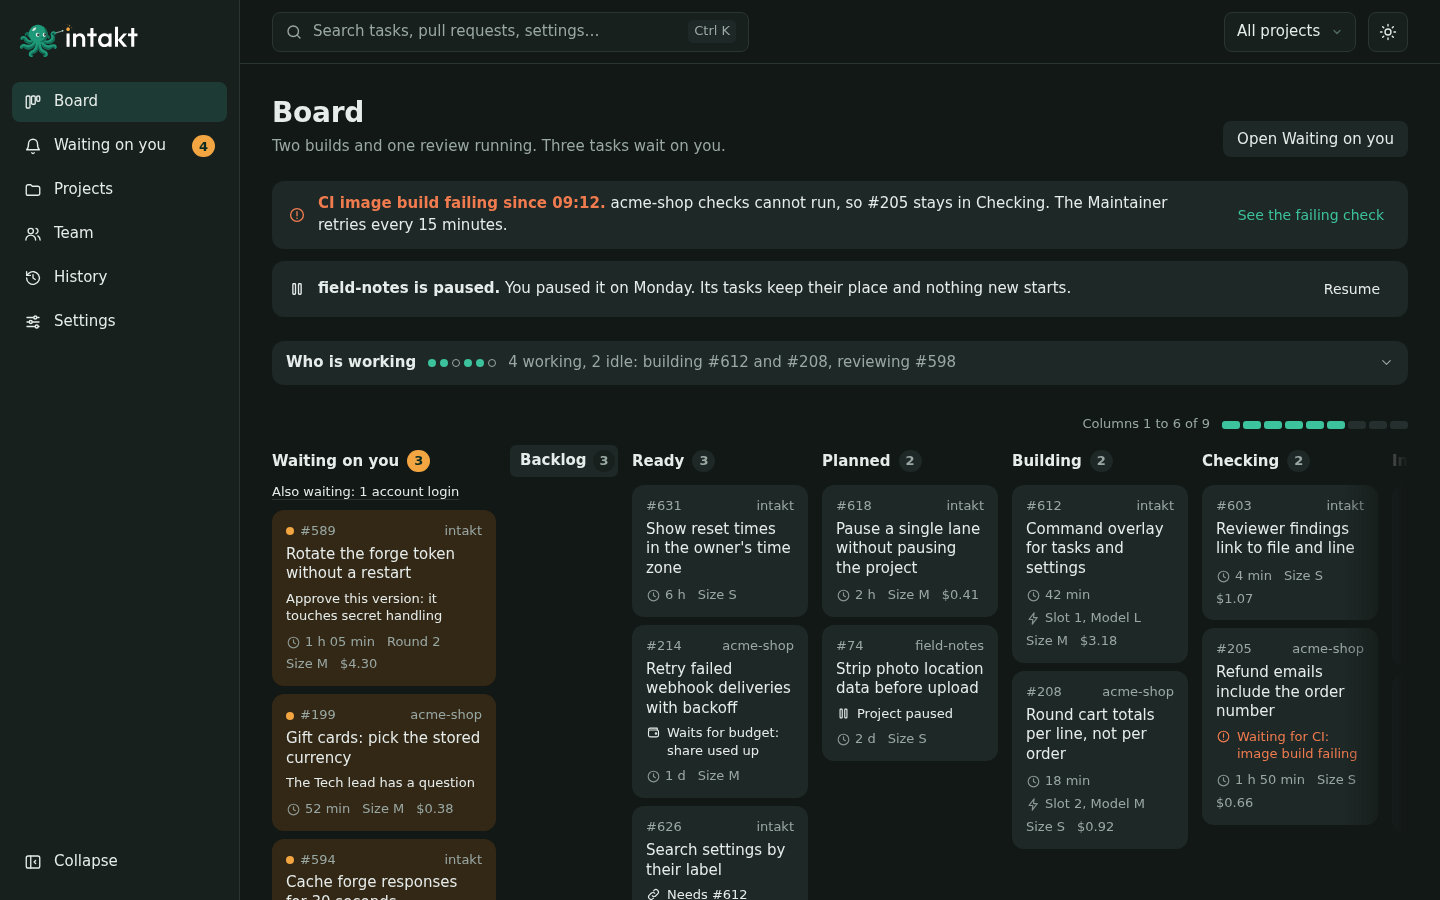 intakt
Search tasks, pull requests, settings...
Ctrl K
All projects
Board
Waiting on you
4
Projects
Team
History
Settings
Collapse
Board
Two builds and one review running. Three tasks wait on you.
Open Waiting on you
CI image build failing since 09:12. acme-shop checks cannot run, so #205 stays in Checking. The Maintainer
retries every 15 minutes.
See the failing check
field-notes is paused. You paused it on Monday. Its tasks keep their place and nothing new starts.
Resume
Who is working
4 working, 2 idle: building #612 and #208, reviewing #598
Columns 1 to 6 of 9
Waiting on you 3
Also waiting: 1 account login
#589 intakt
Rotate the forge token
without a restart
Approve this version: it
touches secret handling
1 h 05 min Round 2
Size M $4.30
#199 acme-shop
Gift cards: pick the stored
currency
The Tech lead has a question
52 min Size M $0.38
#594 intakt
Cache forge responses
for 30 seconds
Backlog 3
Ready 3
#631 intakt
Show reset times
in the owner's time
zone
6 h Size S
#214 acme-shop
Retry failed
webhook deliveries
with backoff
Waits for budget:
share used up
1 d Size M
#626 intakt
Search settings by
their label
Needs #612
Planned 2
#618 intakt
Pause a single lane
without pausing
the project
2 h Size M $0.41
#74 field-notes
Strip photo location
data before upload
Project paused
2 d Size S
Building 2
#612 intakt
Command overlay
for tasks and
settings
42 min
Slot 1, Model L
Size M $3.18
#208 acme-shop
Round cart totals
per line, not per
order
18 min
Slot 2, Model M
Size S $0.92
Checking 2
#603 intakt
Reviewer findings
link to file and line
4 min Size S
$1.07
#205 acme-shop
Refund emails
include the order
number
Waiting for CI:
image build failing
1 h 50 min Size S
$0.66